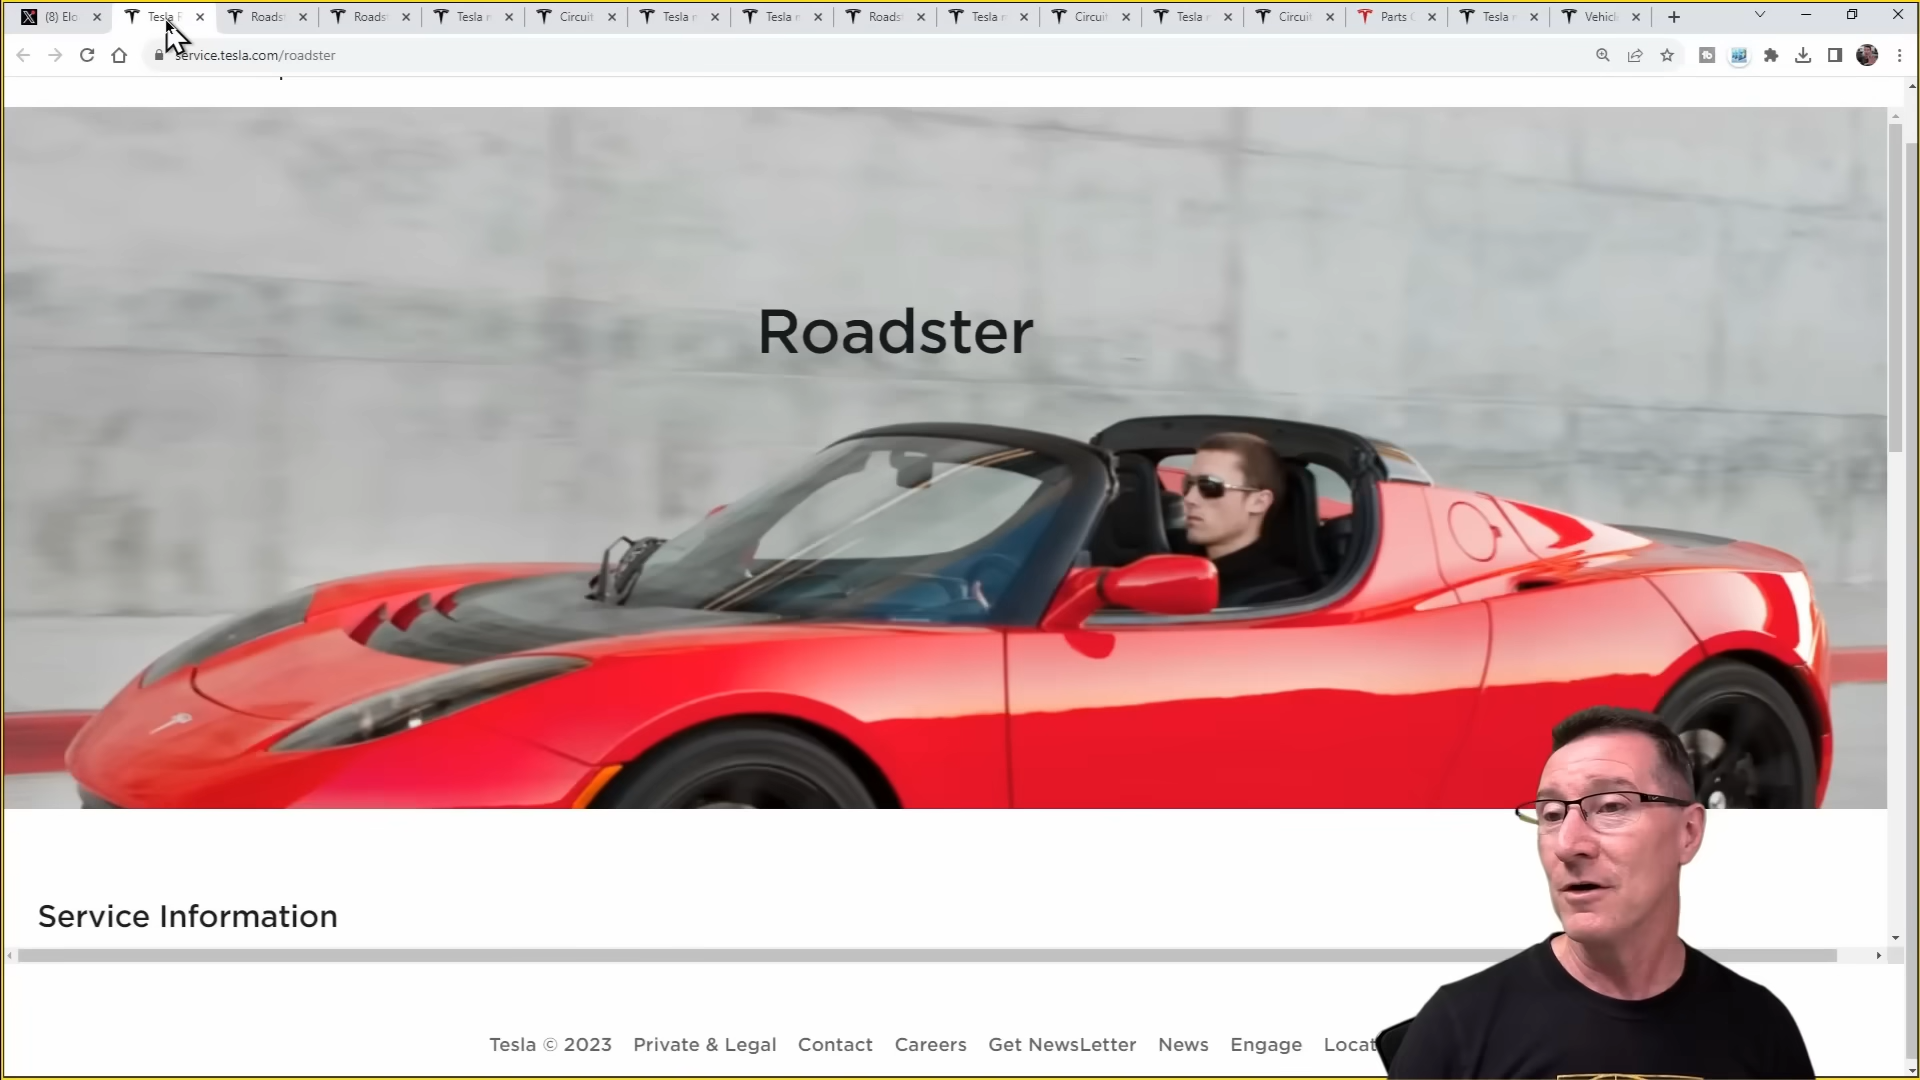 (8) Elo
Tesla F
Roads
Roads
Tesla r
Circuit
Tesla r
Tesla r
Roads
Tesla r
Circuit
Tesla r
Circuit
Parts C
Tesla r
Vehicl
service.tesla.com/roadster
Roadster
Service Information
Tesla © 2023 Private & Legal Contact Careers Get NewsLetter News Engage Locat